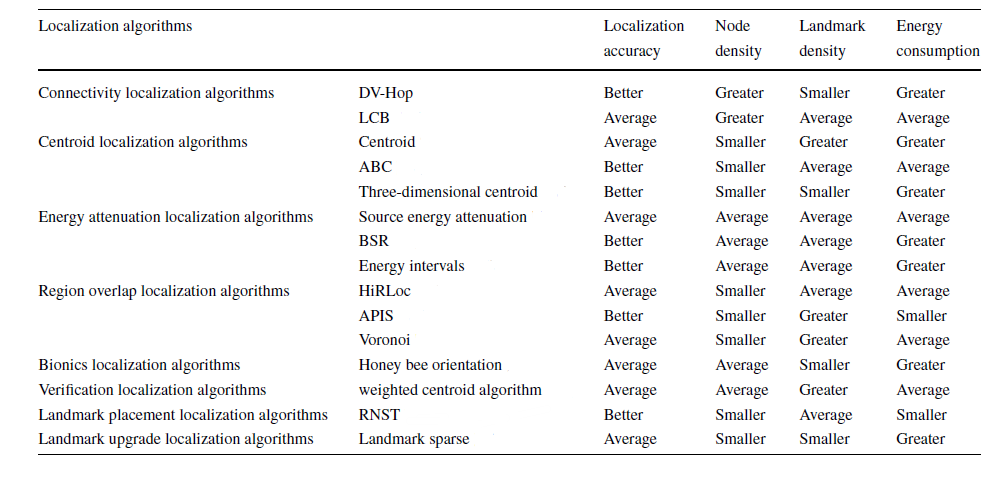 Localization algorithms Localization Node Landmark Energy
accuracy density density consumption
Connectivity localization algorithms DV-Hop Better Greater Smaller Greater
LCB Average Greater Average Average
Centroid localization algorithms Centroid Average Smaller Greater Greater
ABC Better Smaller Average Average
Three-dimensional centroid Better Smaller Smaller Greater
Energy attenuation localization algorithms Source energy attenuation Average Average Average Average
BSR Better Average Average Greater
Energy intervals Better Average Average Greater
Region overlap localization algorithms HiRLoc Average Smaller Average Average
APIS Better Smaller Greater Smaller
Voronoi Average Smaller Greater Average
Bionics localization algorithms Honey bee orientation Average Average Smaller Greater
Verification localization algorithms weighted centroid algorithm Average Average Greater Average
Landmark placement localization algorithms RNST Better Smaller Average Smaller
Landmark upgrade localization algorithms Landmark sparse Average Smaller Smaller Greater